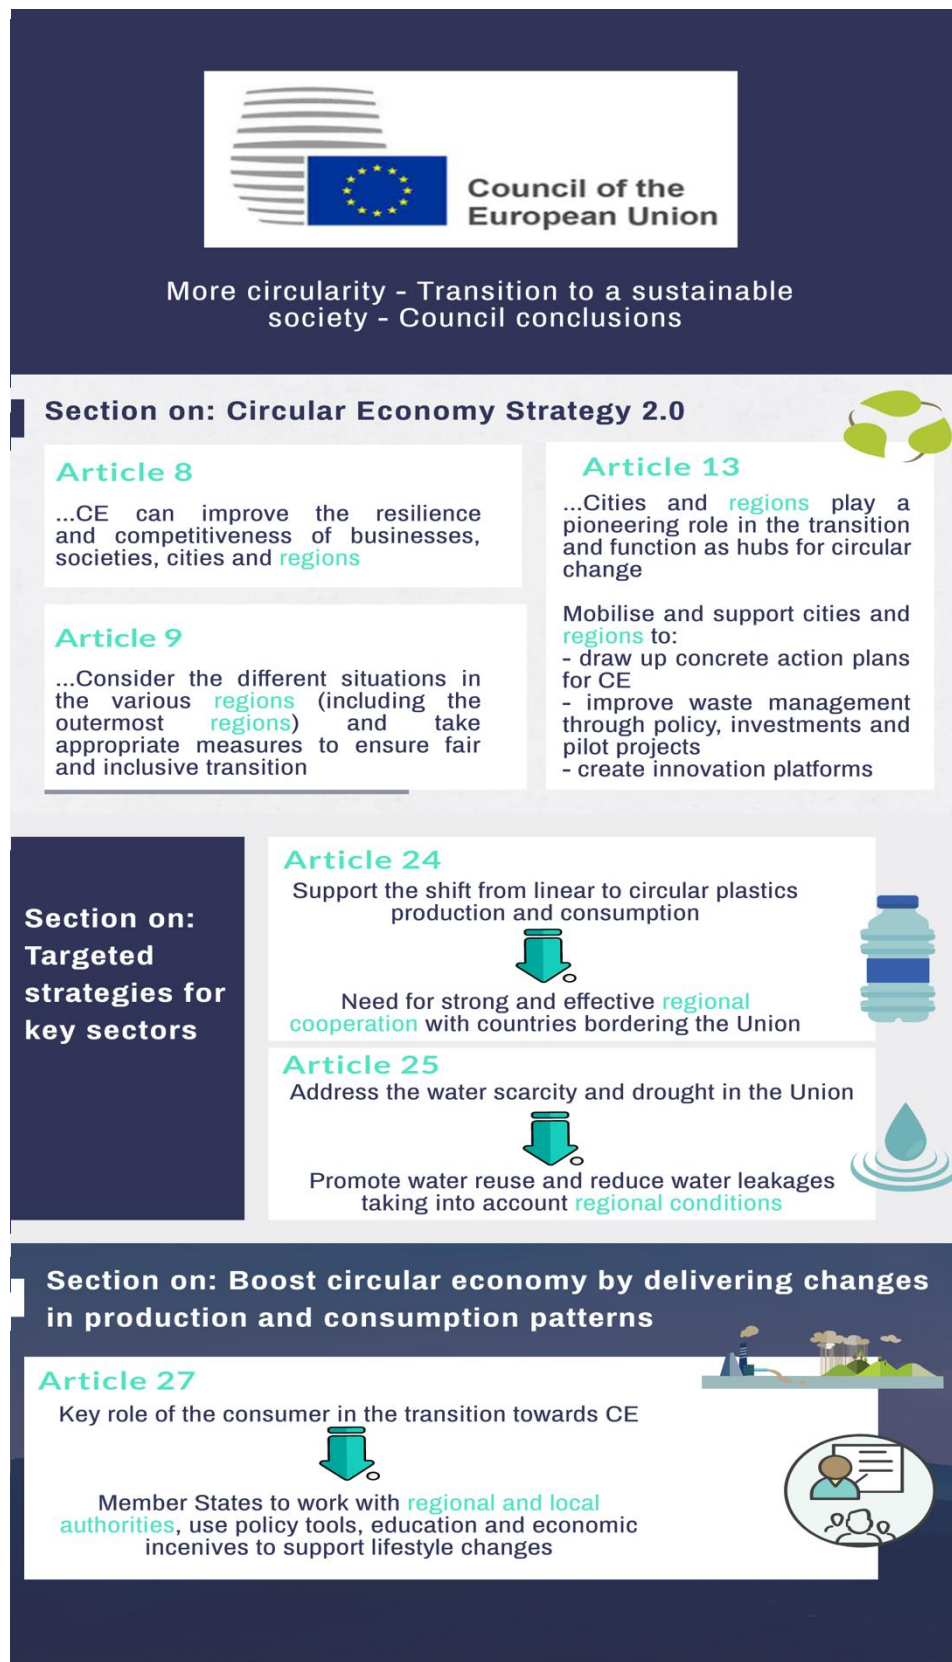 Council of the
European Union
More circularity - Transition to a sustainable
society - Council conclusions
Section on: Circular Economy Strategy 2.0
Article 8
...CE can improve the resilience
and competitiveness of businesses,
societies, cities and regions
Article 9
...Consider the different situations in
the various regions (including the
outermost regions) and take
appropriate measures to ensure fair
and inclusive transition
Article 13
...Cities and regions play a
pioneering role in the transition
and function as hubs for circular
change
Mobilise and support cities and
regions to:
- draw up concrete action plans
for CE
- improve waste management
through policy, investments and
pilot projects
- create innovation platforms
Section on:
Targeted
strategies for
key sectors
Article 24
Support the shift from linear to circular plastics
production and consumption
Need for strong and effective regional
cooperation with countries bordering the Union
Article 25
Address the water scarcity and drought in the Union
Promote water reuse and reduce water leakages
taking into account regional conditions
Section on: Boost circular economy by delivering changes
in production and consumption patterns
Article 27
Key role of the consumer in the transition towards CE
Member States to work with regional and local
authorities, use policy tools, education and economic
incenives to support lifestyle changes